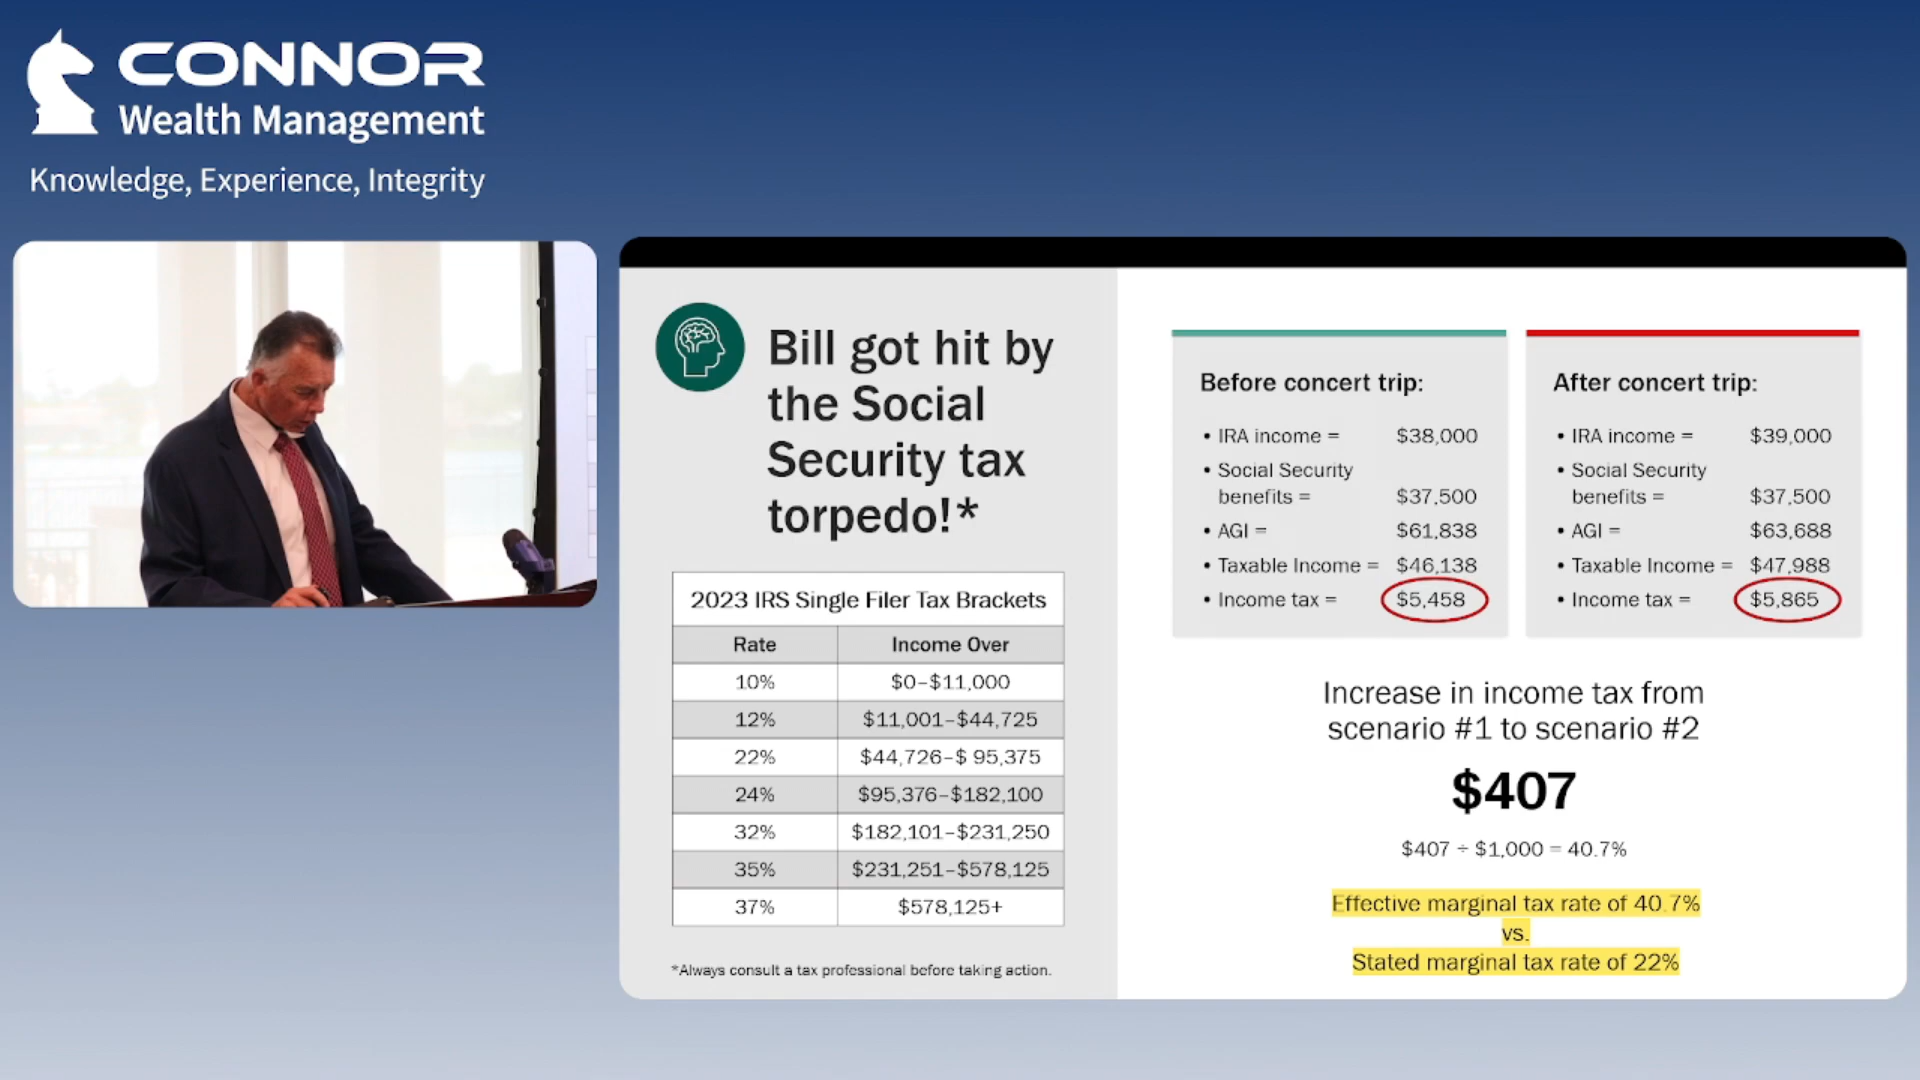 CONNOR
Wealth Management
Knowledge, Experience, Integrity
Bill got hit by
the Social
Security tax
torpedo!*
2023 IRS Single Filer Tax Brackets
Rate Income Over
10% $0–$11,000
12% $11,001–$44,725
22% $44,726–$ 95,375
24% $95,376–$182,100
32% $182,101–$231,250
35% $231,251–$578,125
37% $578,125+
*Always consult a tax professional before taking action.
Before concert trip:
• IRA income = $38,000
• Social Security
benefits = $37,500
• AGI = $61,838
• Taxable Income = $46,138
• Income tax = $5,458
After concert trip:
• IRA income = $39,000
• Social Security
benefits = $37,500
• AGI = $63,688
• Taxable Income = $47,988
• Income tax = $5,865
Increase in income tax from
scenario #1 to scenario #2
$407
$407 ÷ $1,000 = 40.7%
Effective marginal tax rate of 40.7%
vs.
Stated marginal tax rate of 22%